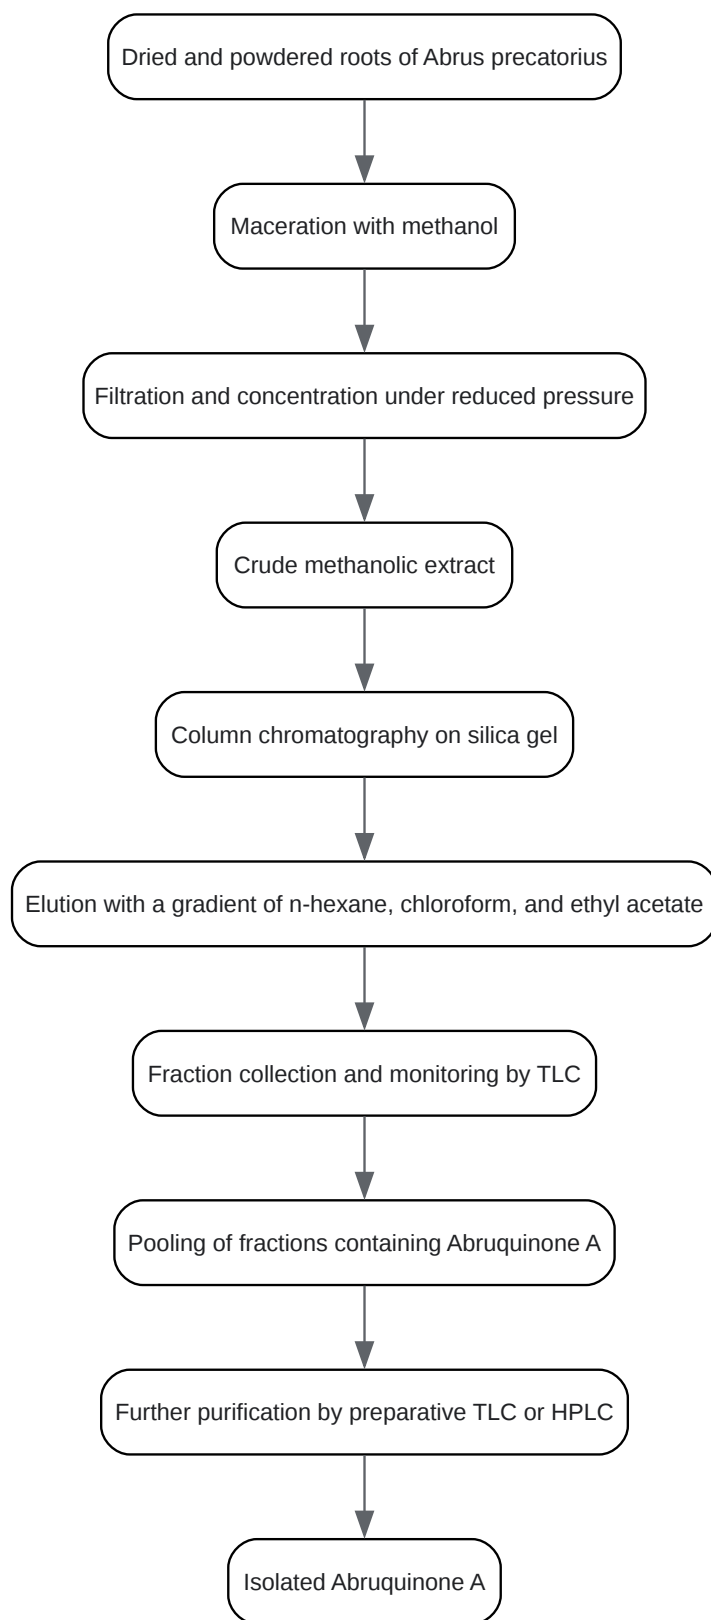 Dried and powdered roots of Abrus precatorius
Maceration with methanol
Filtration and concentration under reduced pressure
Crude methanolic extract
Column chromatography on silica gel
Elution with a gradient of n-hexane, chloroform, and ethyl acetate
Fraction collection and monitoring by TLC
Pooling of fractions containing Abruquinone A
Further purification by preparative TLC or HPLC
Isolated Abruquinone A